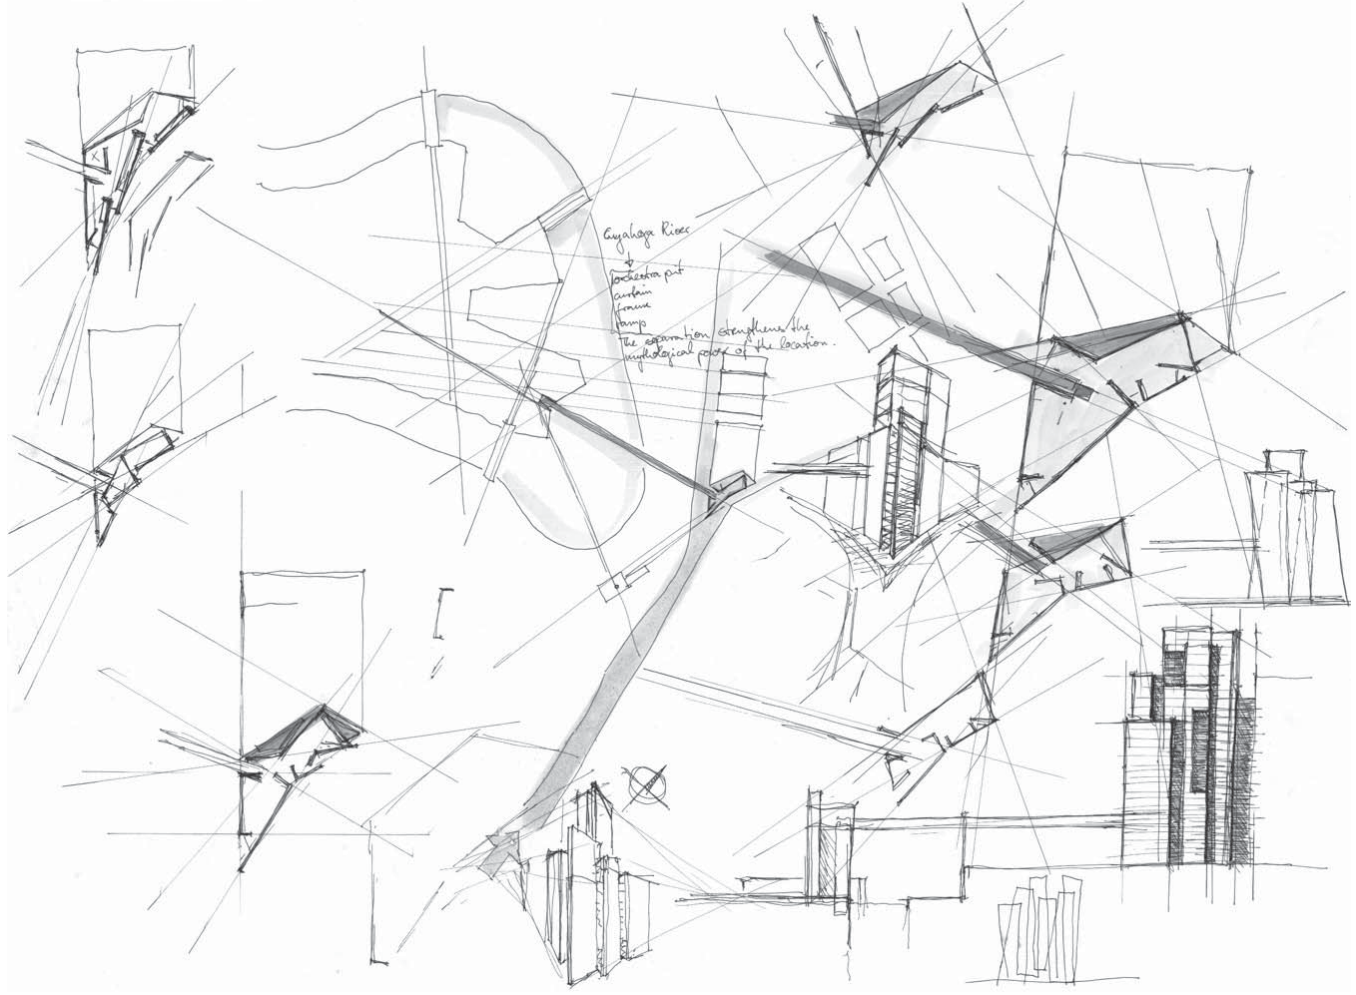 Cuyahoga River
orchestra pit
curtain
frame
ramp
The separation strengthens the
mythological power of the location.